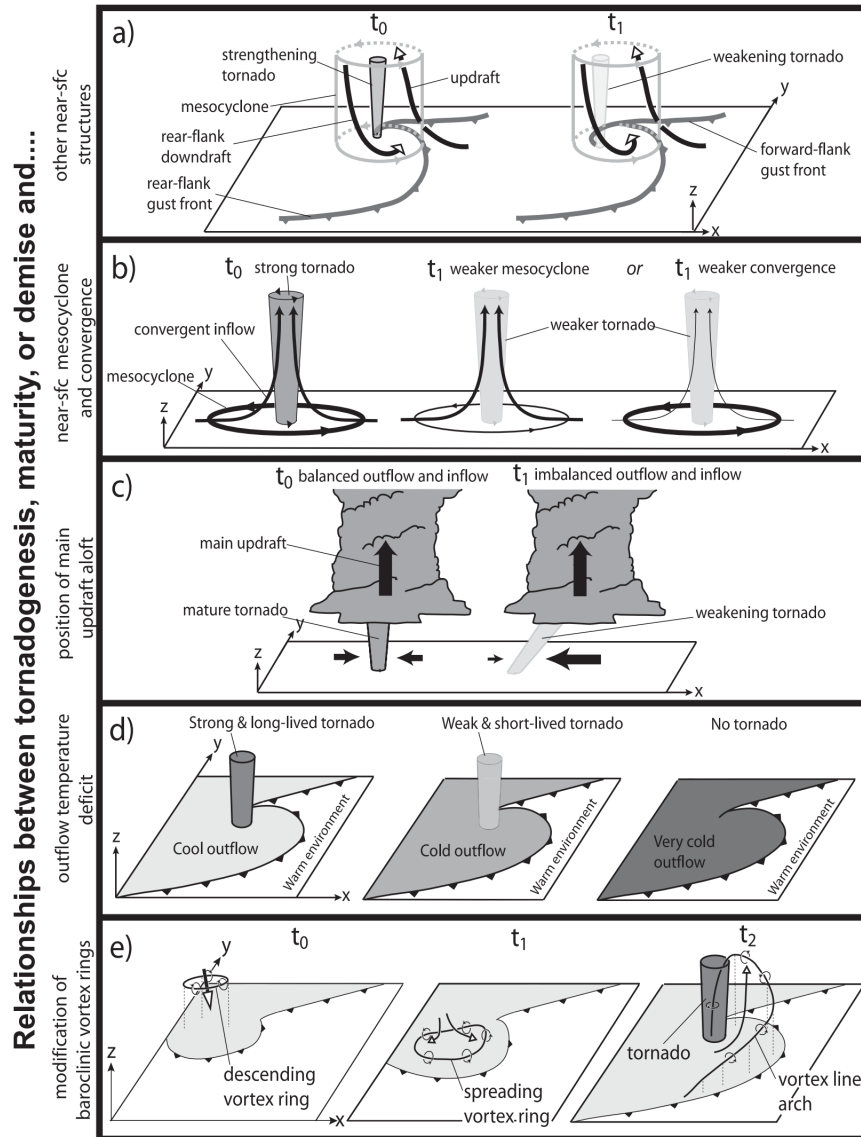 Relationships between tornadogenesis, maturity, or demise and....
other near-sfc
structures
a)
t0
t1
strengthening
tornado
updraft
mesocyclone
rear-flank
downdraft
rear-flank
gust front
weakening tornado
forward-flank
gust front
y
z
x
near-sfc mesocyclone
and convergence
b)
t0 strong tornado
t1 weaker mesocyclone
or
t1 weaker convergence
convergent inflow
weaker tornado
mesocyclone
y
z
x
position of main
updraft aloft
c)
t0 balanced outflow and inflow
t1 imbalanced outflow and inflow
main updraft
mature tornado
weakening tornado
y
z
x
outflow temperature
deficit
d)
Strong & long-lived tornado
Weak & short-lived tornado
No tornado
y
z
x
Cool outflow
Warm environment
Cold outflow
Warm environment
Very cold
outflow
Warm environment
modification of
baroclinic vortex rings
e)
t0
t1
t2
y
z
x
descending
vortex ring
spreading
vortex ring
tornado
vortex line
arch